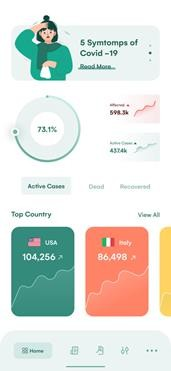 5 Symtomps of
Covid -19
Read More...
Affected
598.3k
73.1%
Active Cases
437.4k
Active Cases
Dead
Recovered
Top Country
View All
USA
Italy
104,256
86,498
Home